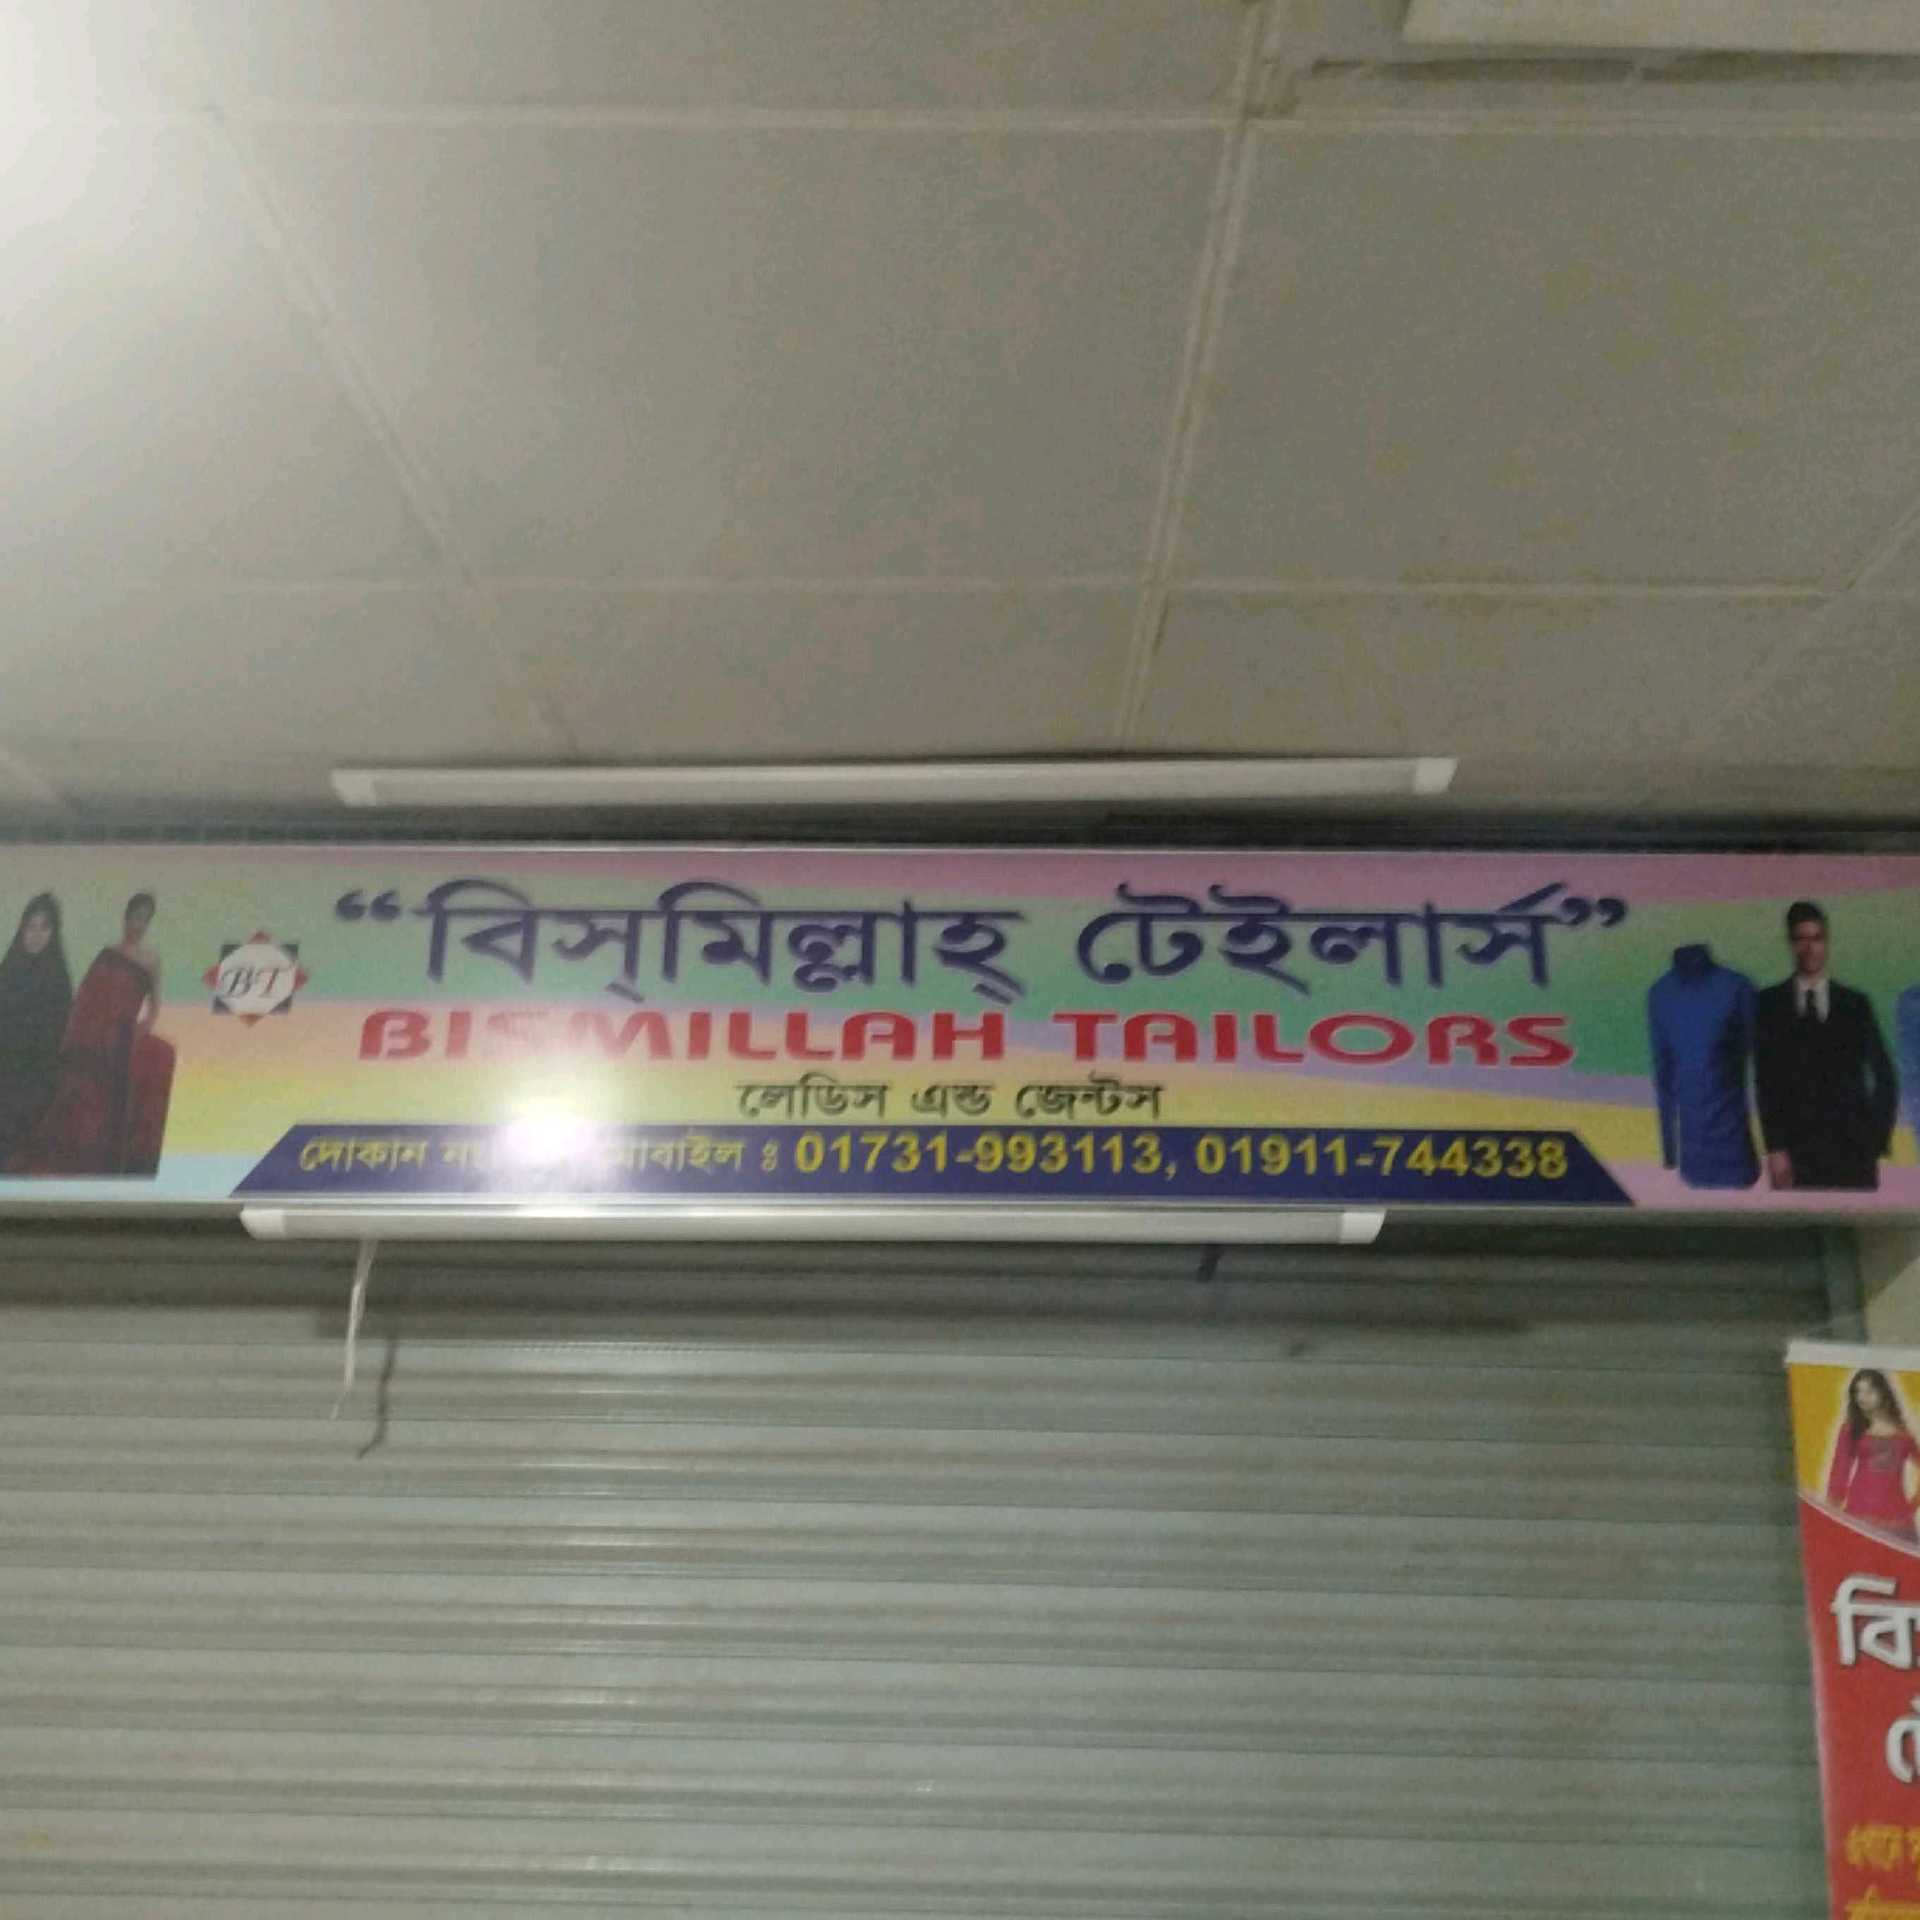 “বিস্‌মিল্লাহ্‌ টেইলার্স”
BT
BISMILLAH TAILORS
লেডিস এন্ড জেন্টস
দোকান মোবাইল : 01731-993113, 01911-744338